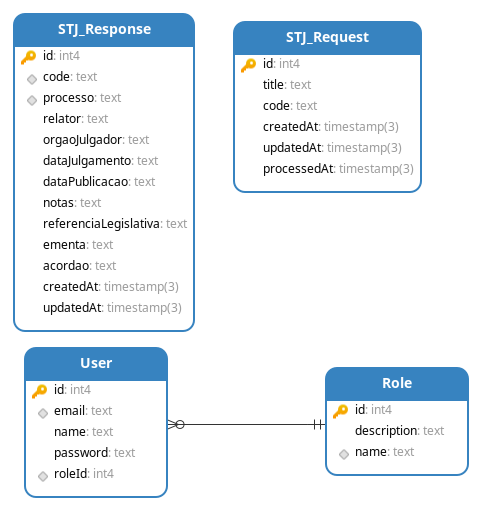 STJ_Response
id: int4
code: text
processo: text
relator: text
orgaoJulgador: text
dataJulgamento: text
dataPublicacao: text
notas: text
referenciaLegislativa: text
ementa: text
acordao: text
createdAt: timestamp(3)
updatedAt: timestamp(3)
STJ_Request
id: int4
title: text
code: text
createdAt: timestamp(3)
updatedAt: timestamp(3)
processedAt: timestamp(3)
User
id: int4
email: text
name: text
password: text
roleId: int4
Role
id: int4
description: text
name: text